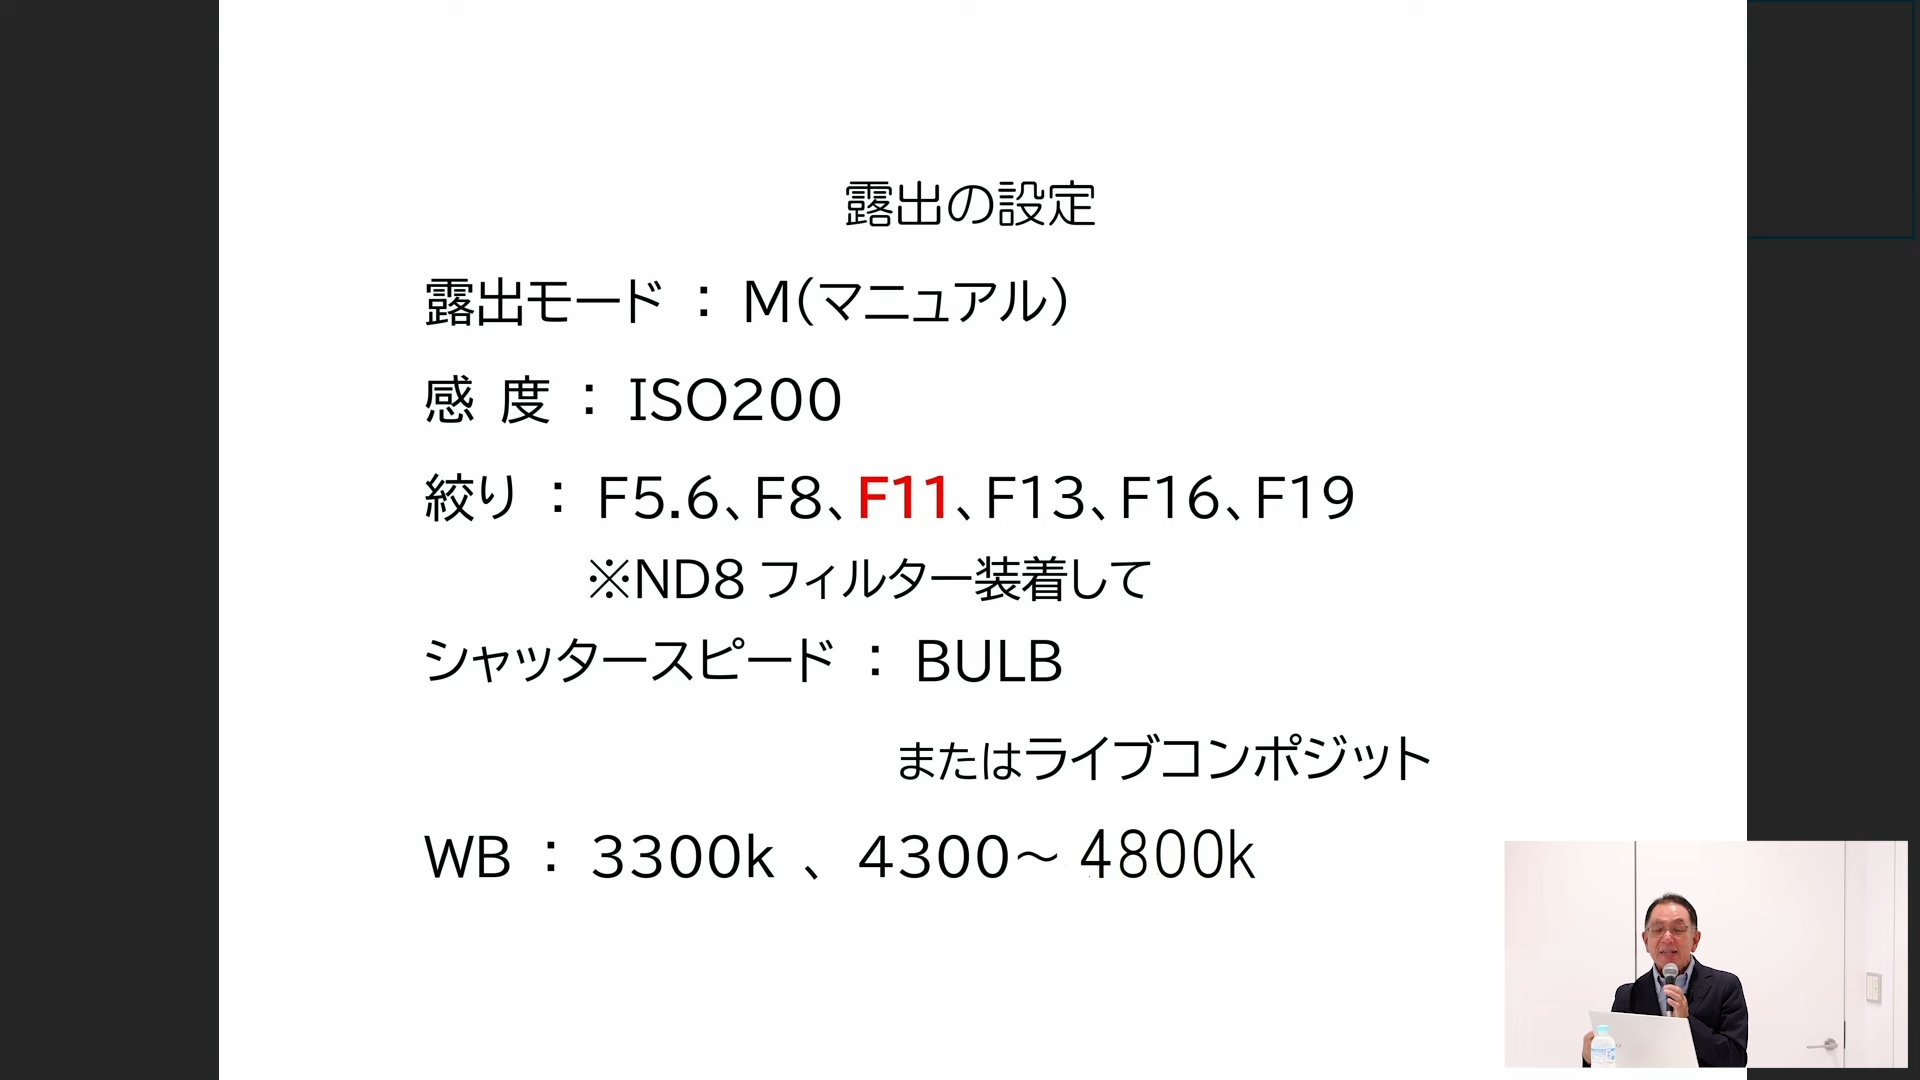 露出の設定
露出モード ： M(マニュアル)
感 度 ： ISO200
絞り ： F5.6、F8、F11、F13、F16、F19
※ND8 フィルター装着して
シャッタースピード ： BULB
またはライブコンポジット
WB ： 3300k 、 4300～ 4800k